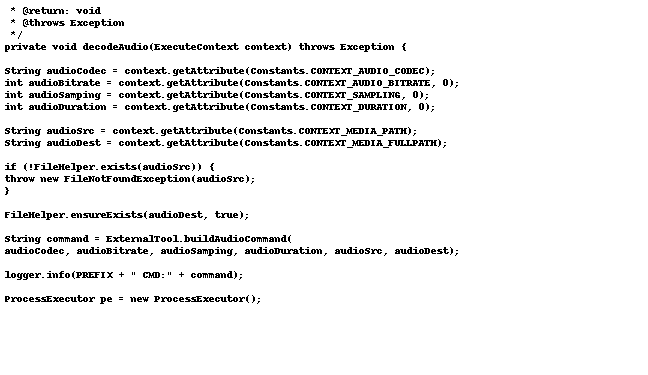 * @return: void
* @throws Exception
*/
private void decodeAudio(ExecuteContext context) throws Exception {
String audioCodec = context.getAttribute(Constants.CONTEXT_AUDIO_CODEC);
int audioBitrate = context.getAttribute(Constants.CONTEXT_AUDIO_BITRATE, 0);
int audioSamping = context.getAttribute(Constants.CONTEXT_SAMPLING, 0);
int audioDuration = context.getAttribute(Constants.CONTEXT_DURATION, 0);
String audioSrc = context.getAttribute(Constants.CONTEXT_MEDIA_PATH);
String audioDest = context.getAttribute(Constants.CONTEXT_MEDIA_FULLPATH);
if (!FileHelper.exists(audioSrc)) {
throw new FileNotFoundException(audioSrc);
}
FileHelper.ensureExists(audioDest, true);
String command = ExternalTool.buildAudioCommand(
audioCodec, audioBitrate, audioSamping, audioDuration, audioSrc, audioDest);
logger.info(PREFIX + " CMD:" + command);
ProcessExecutor pe = new ProcessExecutor();